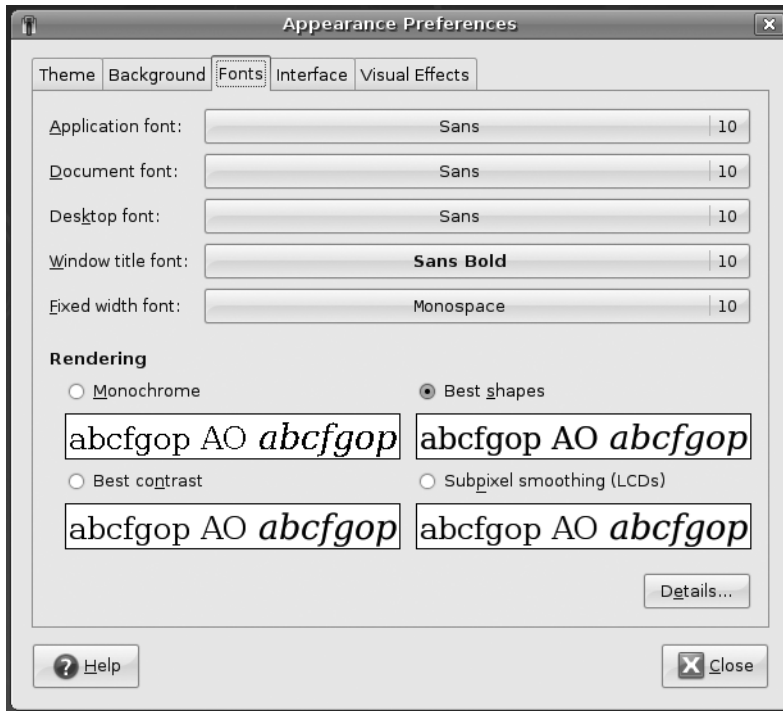 Appearance Preferences
Theme Background Fonts Interface Visual Effects
Application font: Sans 10
Document font: Sans 10
Desktop font: Sans 10
Window title font: Sans Bold 10
Fixed width font: Monospace 10
Rendering
Monochrome Best shapes
abcfgop AO abcfgop abcfgop AO abcfgop
Best contrast Subpixel smoothing (LCDs)
abcfgop AO abcfgop abcfgop AO abcfgop
Details...
Help Close